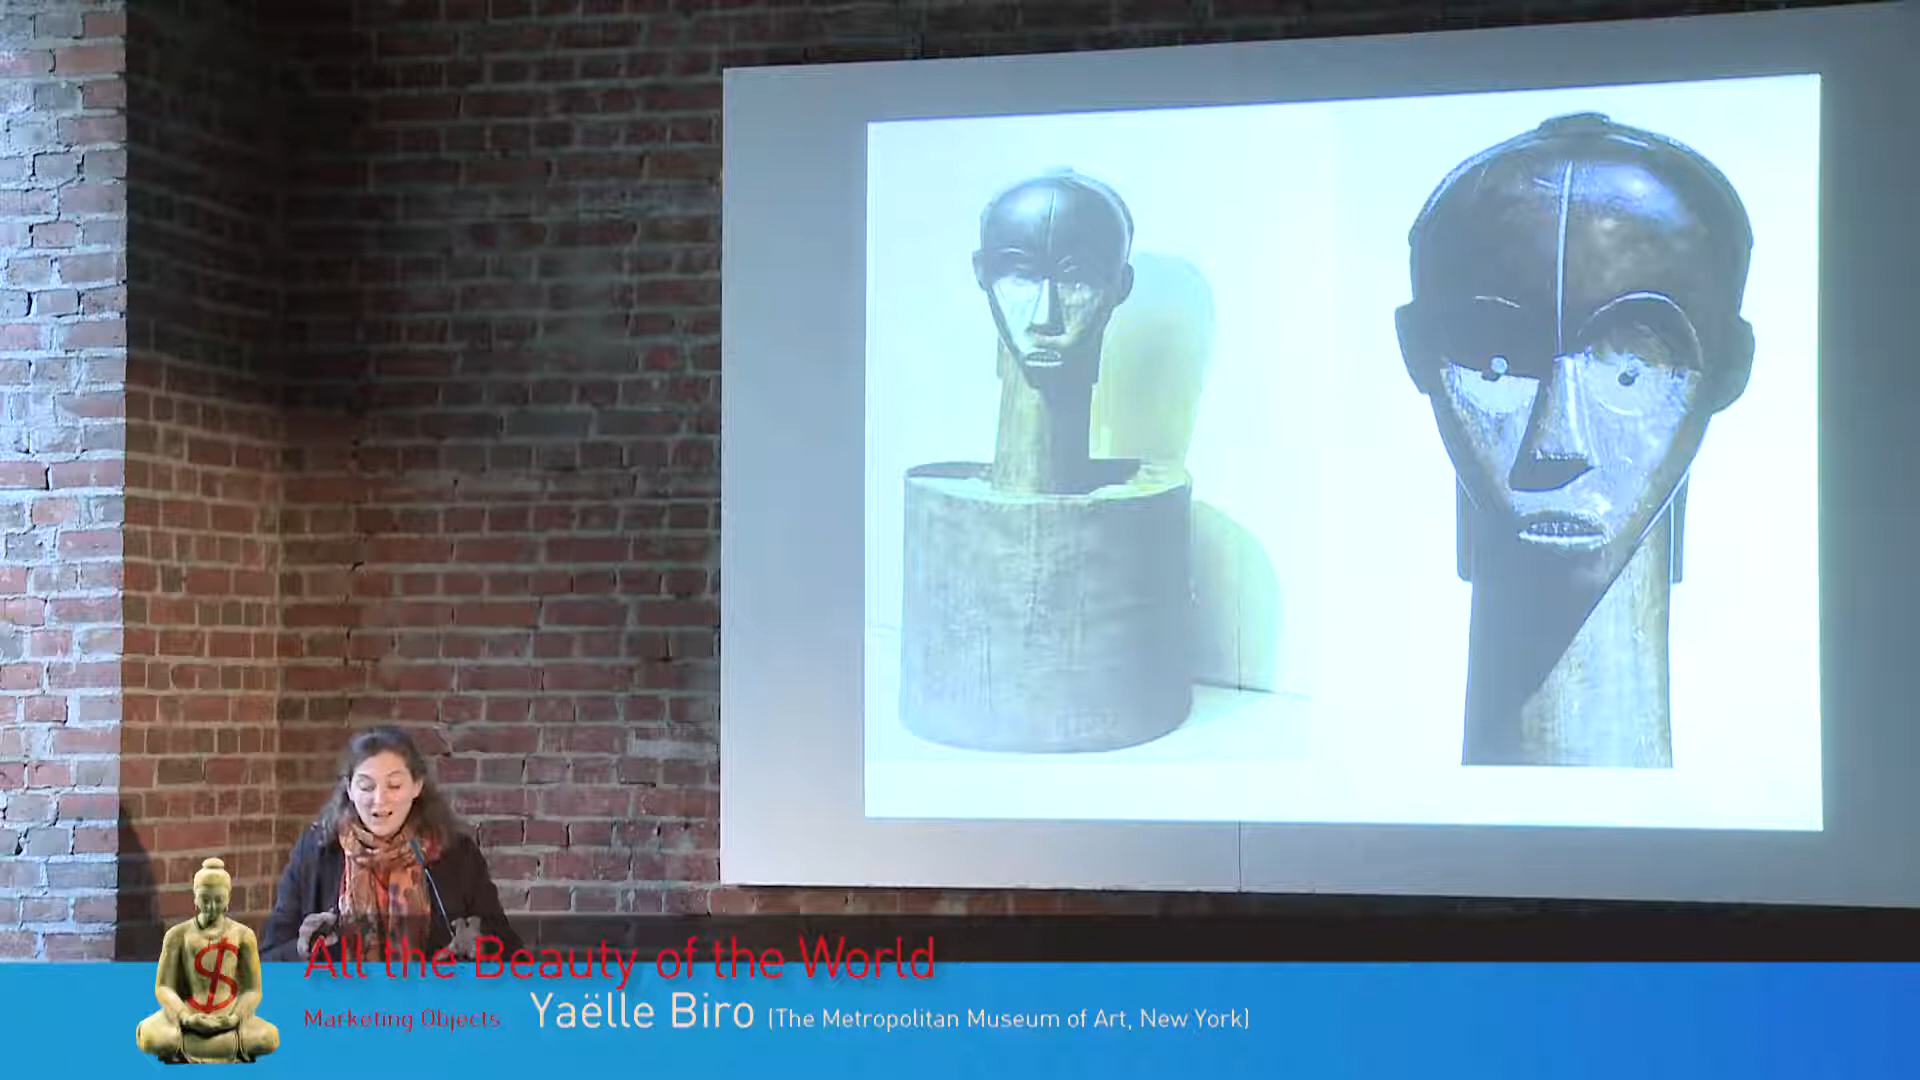 All the Beauty of the World
Marketing Objects Yaëlle Biro (The Metropolitan Museum of Art, New York)
$